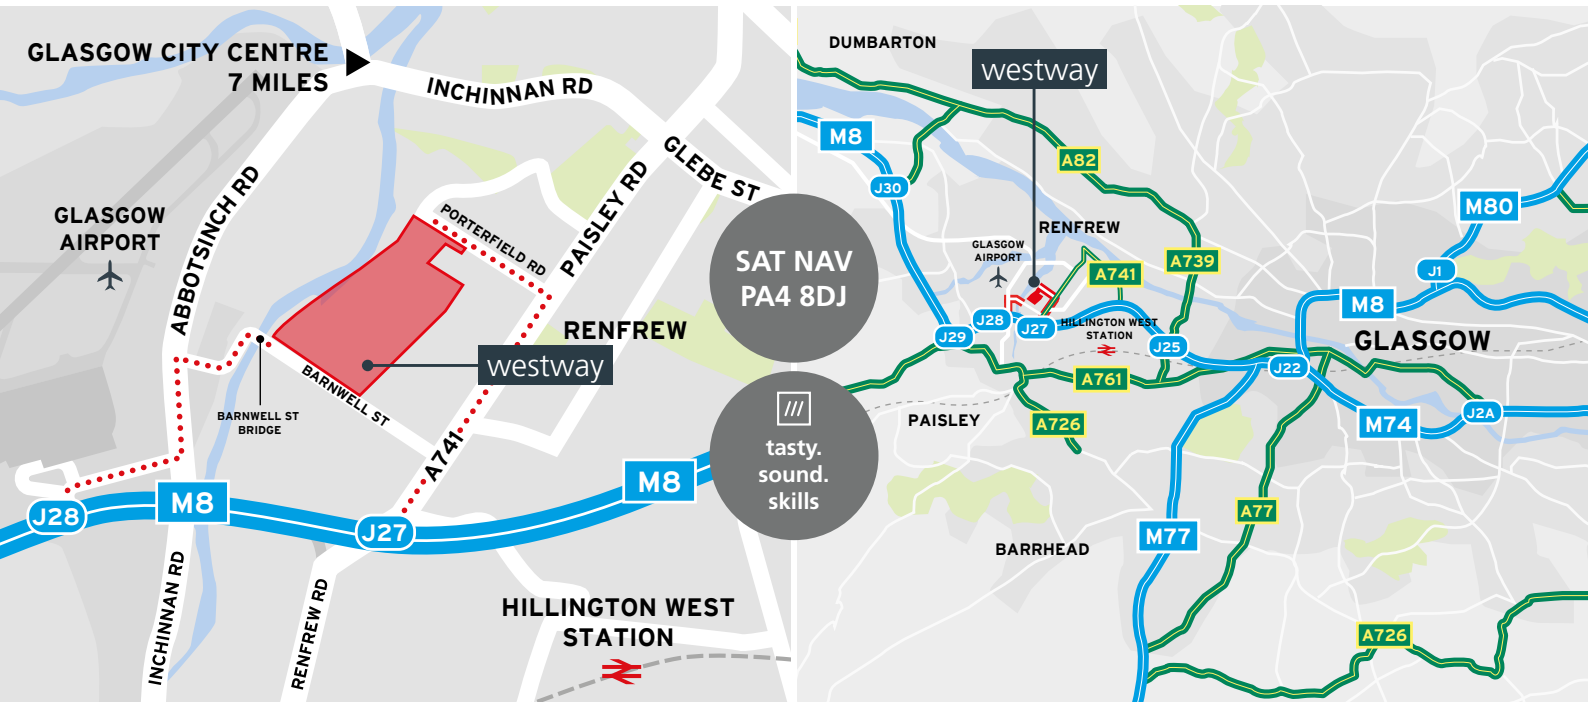 GLASGOW CITY CENTRE
7 MILES
INCHINNAN RD
GLEBE ST
PAISLEY RD
ABBOTSINCH RD
GLASGOW
AIRPORT
PORTERFIELD RD
RENFREW
westway
BARNWELL ST
BARNWELL ST
BRIDGE
A741
M8
M8
J28
J27
INCHINNAN RD
RENFREW RD
HILLINGTON WEST
STATION
SAT NAV
PA4 8DJ
///
tasty.
sound.
skills
DUMBARTON
westway
M8
A82
J30
M80
RENFREW
GLASGOW
AIRPORT
A741
A739
J1
M8
J28
J27
HILLINGTON WEST
STATION
J29
J25
GLASGOW
J22
A761
PAISLEY
A726
M74
J2A
A77
M77
BARRHEAD
A726